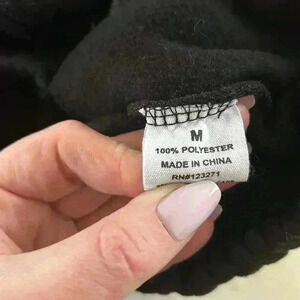 M
100% POLYESTER
MADE IN CHINA
RN#123271